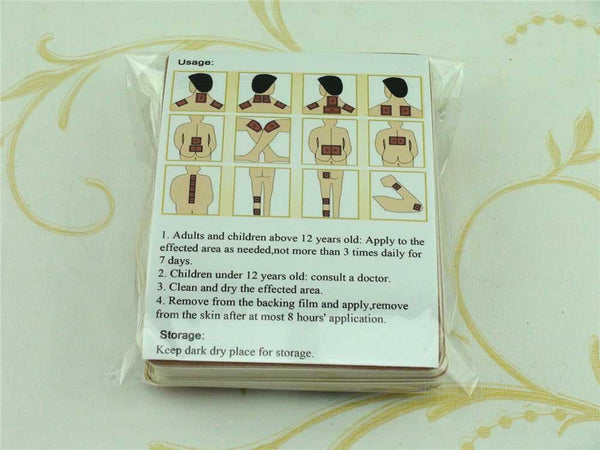 Usage:
1. Adults and children above 12 years old: Apply to the
effected area as needed,not more than 3 times daily for
7 days.
2. Children under 12 years old: consult a doctor.
3. Clean and dry the effected area.
4. Remove from the backing film and apply,remove
from the skin after at most 8 hours' application.
Storage:
Keep dark dry place for storage.